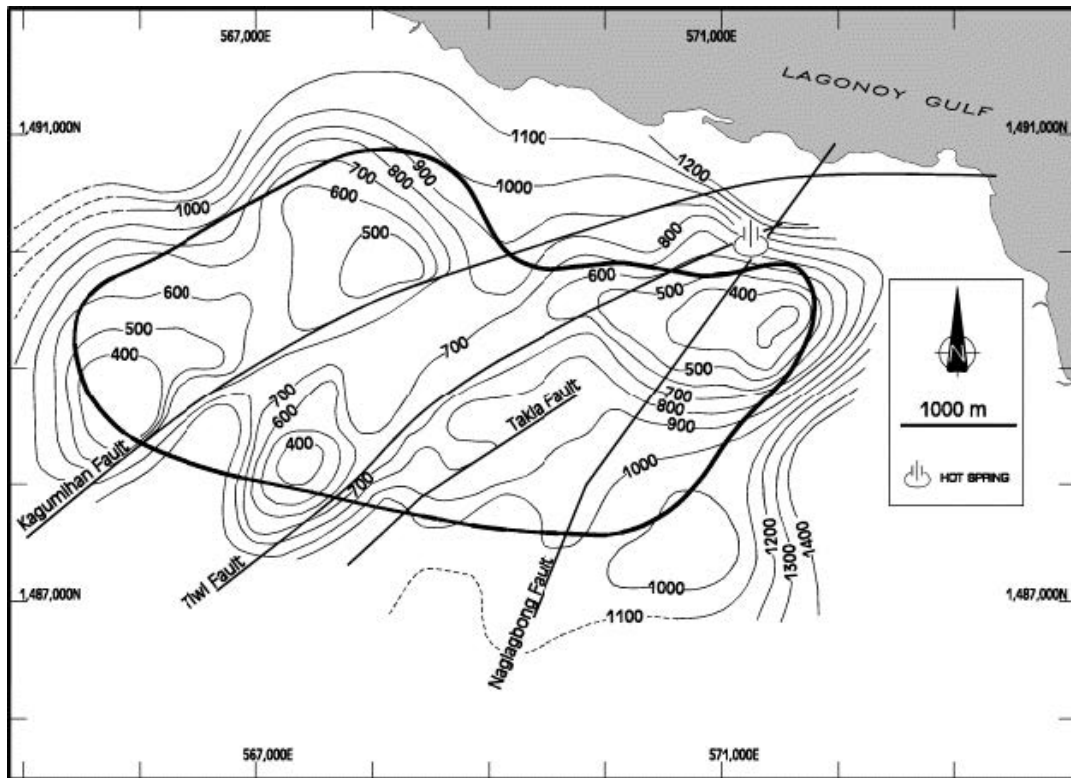 567,000E
571,000E
LAGONOY GULF
1,491,000N
1,491,000N
1100
1200
1000
900
800
700
600
500
1000
800
600
500
400
600
500
400
700
700
600
400
700
500
700
800
900
1000
Takla Fault
Kagumihan Fault
Tiwi Fault
Naglagbong Fault
1000
1100
1200
1300
1400
N
1000 m
HOT SPRING
1,487,000N
1,487,000N
567,000E
571,000E